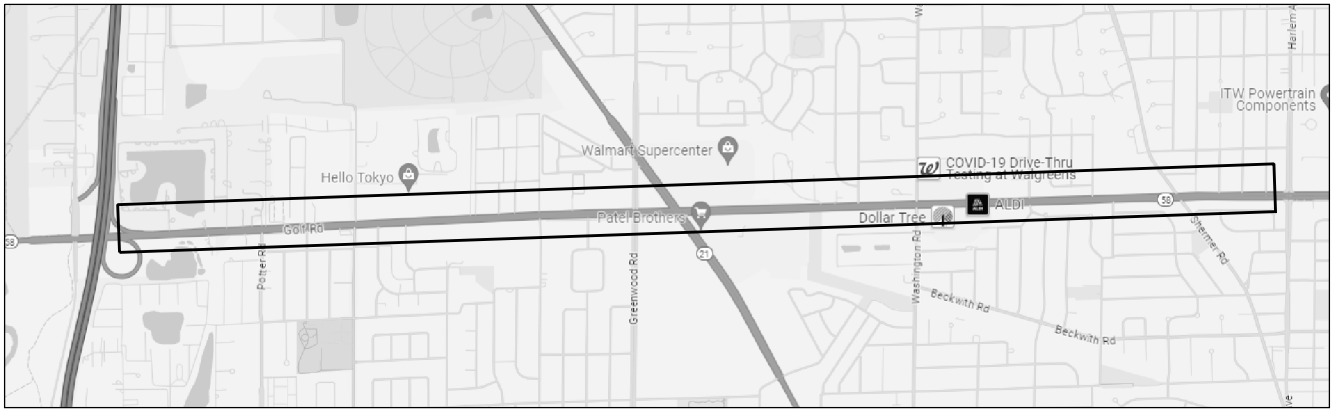 Harlem A
W
ITW Powertrain
Components
Walmart Supercenter
COVID-19 Drive-Thru
Testing at Walgreens
Hello Tokyo
58
ALDI
Patel Brothers
Dollar Tree
Golf Rd
58
21
Potter Rd
Greenwood Rd
Washington Rd
Shermer Rd
Beckwith Rd
Beckwith Rd
ve